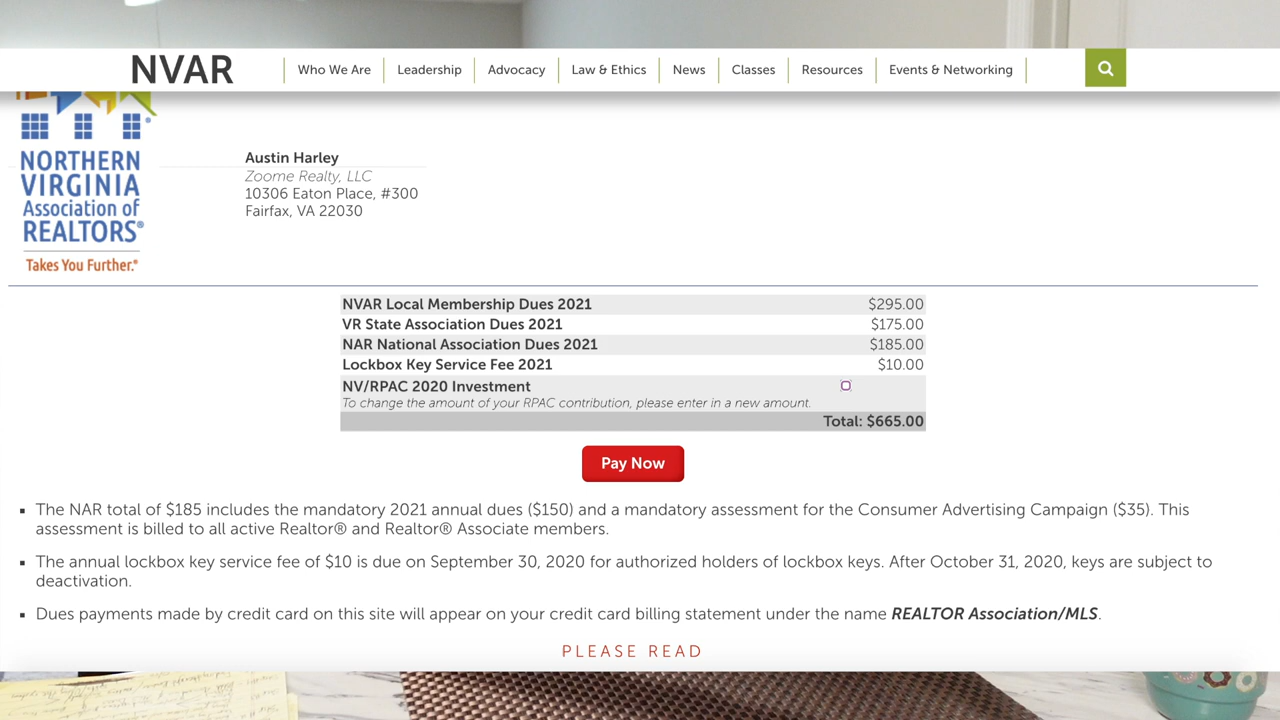 NVAR
Who We Are
Leadership
Advocacy
Law & Ethics
News
Classes
Resources
Events & Networking
NORTHERN
VIRGINIA
Association of
REALTORS®
Takes You Further.®
Austin Harley
Zoome Realty, LLC
10306 Eaton Place, #300
Fairfax, VA 22030
NVAR Local Membership Dues 2021 $295.00
VR State Association Dues 2021 $175.00
NAR National Association Dues 2021 $185.00
Lockbox Key Service Fee 2021 $10.00
NV/RPAC 2020 Investment
To change the amount of your RPAC contribution, please enter in a new amount.
Total: $665.00
Pay Now
▪ The NAR total of $185 includes the mandatory 2021 annual dues ($150) and a mandatory assessment for the Consumer Advertising Campaign ($35). This
assessment is billed to all active Realtor® and Realtor® Associate members.
▪ The annual lockbox key service fee of $10 is due on September 30, 2020 for authorized holders of lockbox keys. After October 31, 2020, keys are subject to
deactivation.
▪ Dues payments made by credit card on this site will appear on your credit card billing statement under the name REALTOR Association/MLS.
PLEASE READ